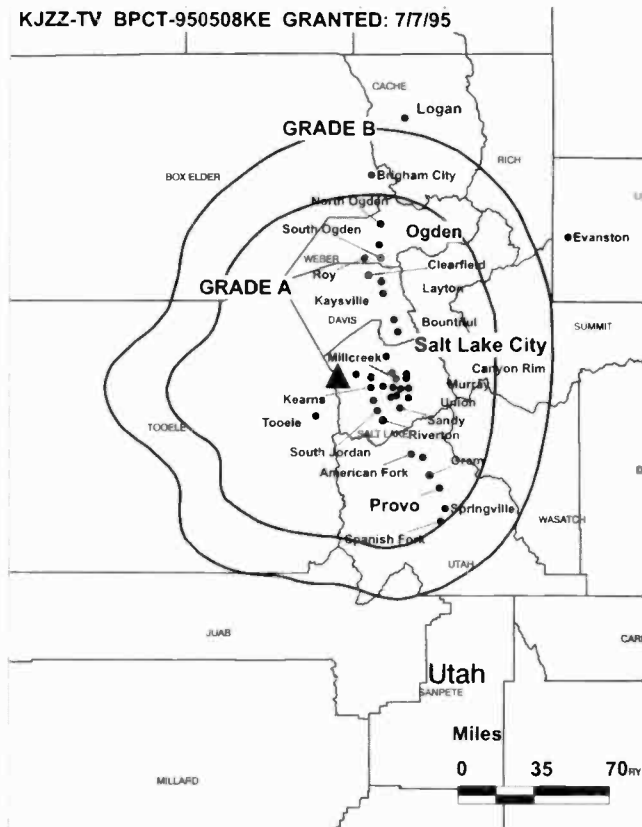 KJZZ-TV BPCT-950508KE GRANTED: 7/7/95
CACHE
Logan
GRADE B
RICH
BOX ELDER
Brigham City
North Ogden
South Ogden
Ogden
Evanston
WEBER
Roy
Clearfield
GRADE A
Layton
Kaysville
DAVIS
Bountiful
SUMMIT
Salt Lake City
Millcreek
Canyon Rim
Murray
Kearns
Union
Tooele
Sandy
TOOELE
SALT LAKE
Riverton
South Jordan
American Fork
Orem
Provo
Springville
WASATCH
Spanish Fork
UTAH
JUAB
CAR
Utah
SANPETE
Miles
MILLARD
0 35 70
RY